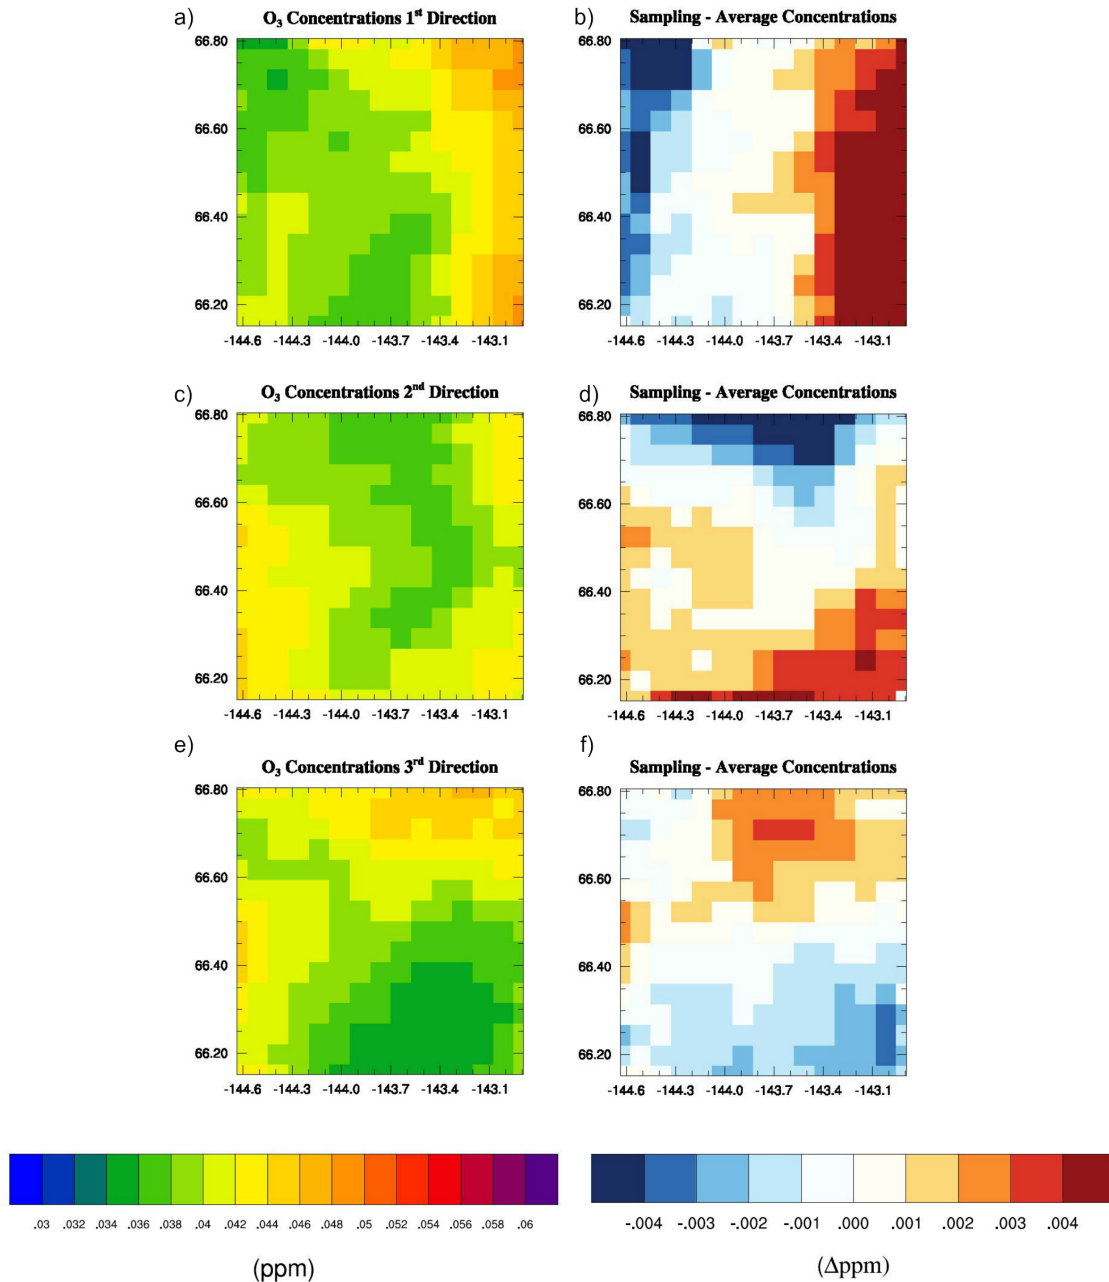 a) O₃ Concentrations 1ˢᵗ Direction
66.80
66.60
66.40
66.20
-144.6 -144.3 -144.0 -143.7 -143.4 -143.1
b) Sampling - Average Concentrations
66.80
66.60
66.40
66.20
-144.6 -144.3 -144.0 -143.7 -143.4 -143.1
c) O₃ Concentrations 2ⁿᵈ Direction
66.80
66.60
66.40
66.20
-144.6 -144.3 -144.0 -143.7 -143.4 -143.1
d) Sampling - Average Concentrations
66.80
66.60
66.40
66.20
-144.6 -144.3 -144.0 -143.7 -143.4 -143.1
e) O₃ Concentrations 3ʳᵈ Direction
66.80
66.60
66.40
66.20
-144.6 -144.3 -144.0 -143.7 -143.4 -143.1
f) Sampling - Average Concentrations
66.80
66.60
66.40
66.20
-144.6 -144.3 -144.0 -143.7 -143.4 -143.1
.03 .032 .034 .036 .038 .04 .042 .044 .046 .048 .05 .052 .054 .056 .058 .06
(ppm)
-.004 -.003 -.002 -.001 .000 .001 .002 .003 .004
(Δppm)